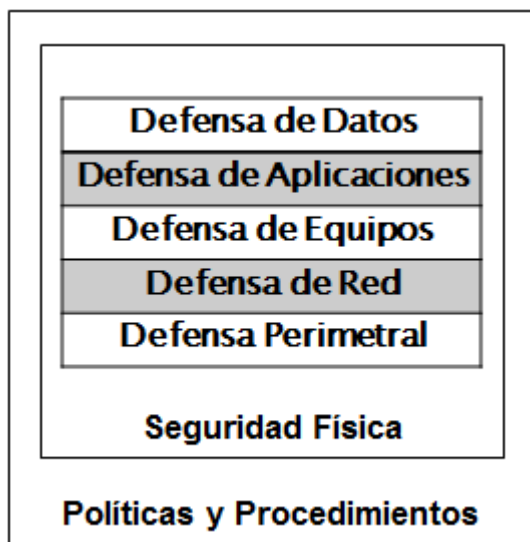 Defensa de Datos
Defensa de Aplicaciones
Defensa de Equipos
Defensa de Red
Defensa Perimetral
Seguridad Física
Políticas y Procedimientos